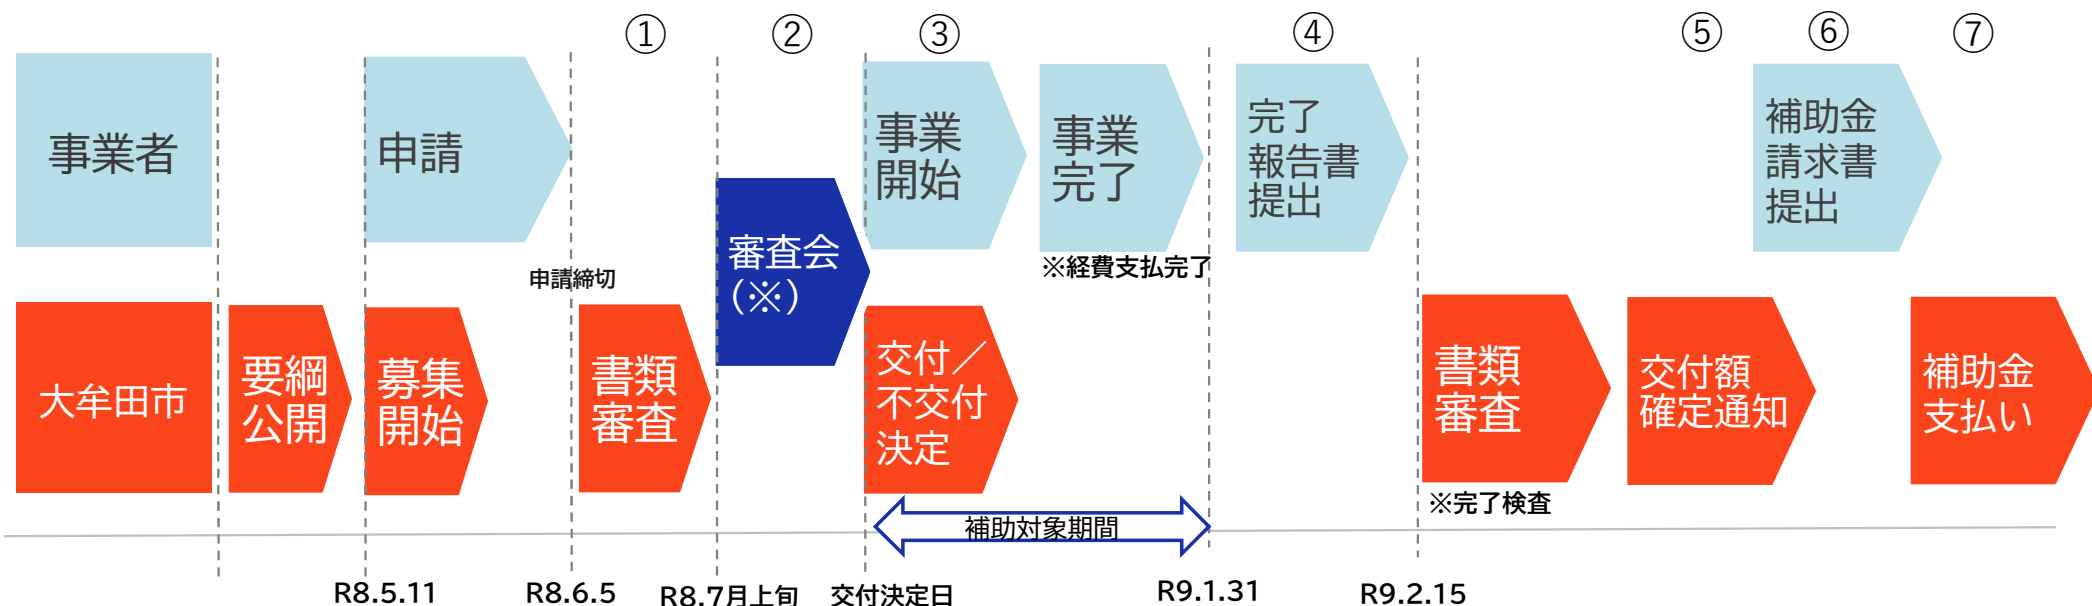 ①
②
③
④
⑤
⑥
⑦
事業者
申請
事業
開始
事業
完了
完了
報告書
提出
補助金
請求書
提出
審査会
(※)
申請締切
※経費支払完了
大牟田市
要綱
公開
募集
開始
書類
審査
交付／
不交付
決定
書類
審査
交付額
確定通知
補助金
支払い
※完了検査
補助対象期間
R8.5.11
R8.6.5
R8.7月上旬
交付決定日
R9.1.31
R9.2.15